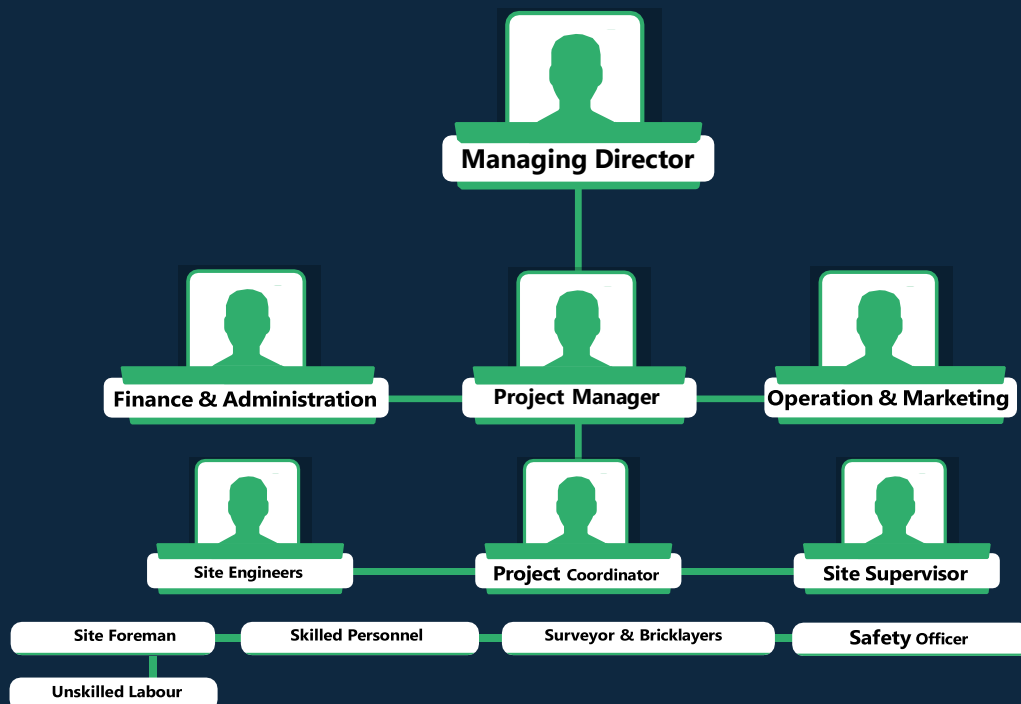 Managing Director
Finance & Administration
Project Manager
Operation & Marketing
Site Engineers
Project Coordinator
Site Supervisor
Site Foreman
Skilled Personnel
Surveyor & Bricklayers
Safety Officer
Unskilled Labour